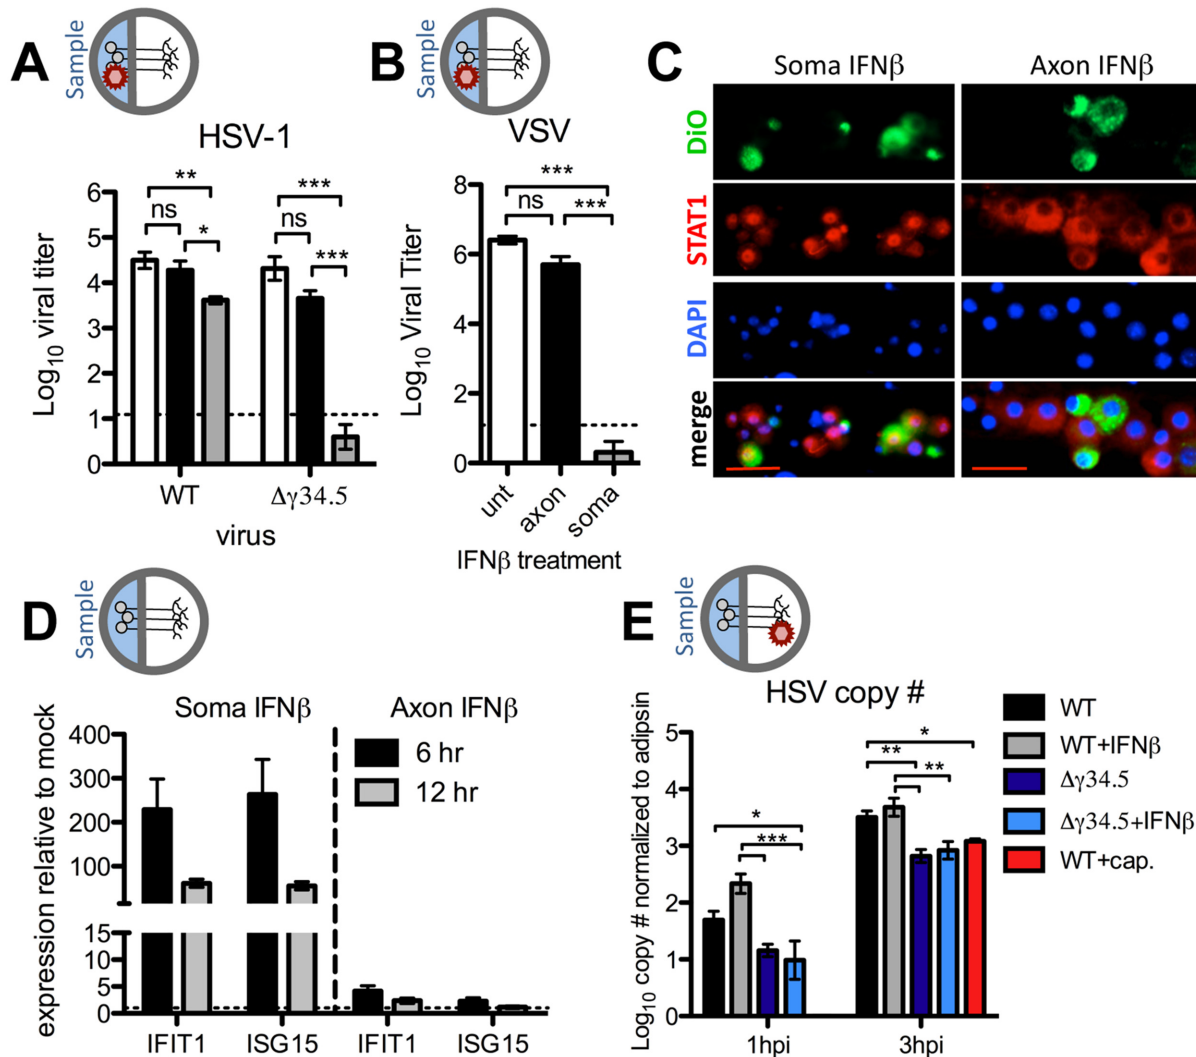 A
Sample
HSV-1
Log10 viral titer
6
5
4
3
2
1
0
**
ns
*
***
ns
***
WT
Δγ34.5
virus
B
Sample
VSV
Log10 Viral Titer
8
6
4
2
0
***
ns
***
unt
axon
soma
IFNβ treatment
C
Soma IFNβ
Axon IFNβ
DiO
STAT1
DAPI
merge
D
Sample
Soma IFNβ
Axon IFNβ
expression relative to mock
400
300
200
100
15
10
5
0
6 hr
12 hr
IFIT1
ISG15
IFIT1
ISG15
E
Sample
HSV copy #
Log10 copy # normalized to adipsin
5
4
3
2
1
0
*
***
*
**
**
1hpi
3hpi
WT
WT+IFNβ
Δγ34.5
Δγ34.5+IFNβ
WT+cap.